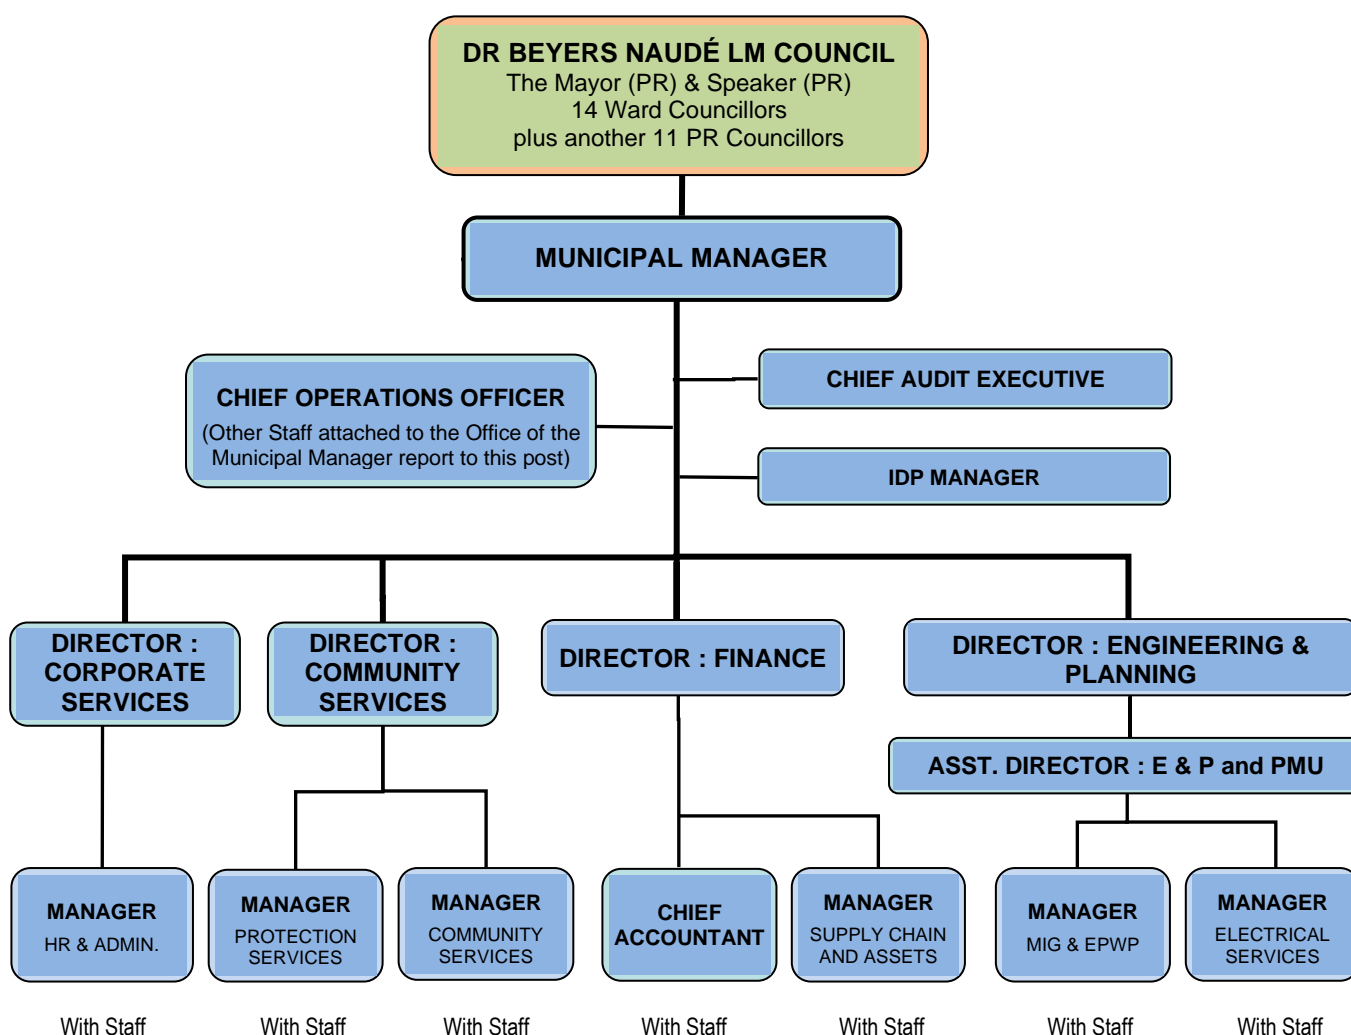 DR BEYERS NAUDÉ LM COUNCIL
The Mayor (PR) & Speaker (PR)
14 Ward Councillors
plus another 11 PR Councillors
MUNICIPAL MANAGER
CHIEF OPERATIONS OFFICER
(Other Staff attached to the Office of the
Municipal Manager report to this post)
CHIEF AUDIT EXECUTIVE
IDP MANAGER
DIRECTOR :
CORPORATE
SERVICES
DIRECTOR :
COMMUNITY
SERVICES
DIRECTOR : FINANCE
DIRECTOR : ENGINEERING &
PLANNING
ASST. DIRECTOR : E & P and PMU
MANAGER
HR & ADMIN.
MANAGER
PROTECTION
SERVICES
MANAGER
COMMUNITY
SERVICES
CHIEF
ACCOUNTANT
MANAGER
SUPPLY CHAIN
AND ASSETS
MANAGER
MIG & EPWP
MANAGER
ELECTRICAL
SERVICES
With Staff
With Staff
With Staff
With Staff
With Staff
With Staff
With Staff